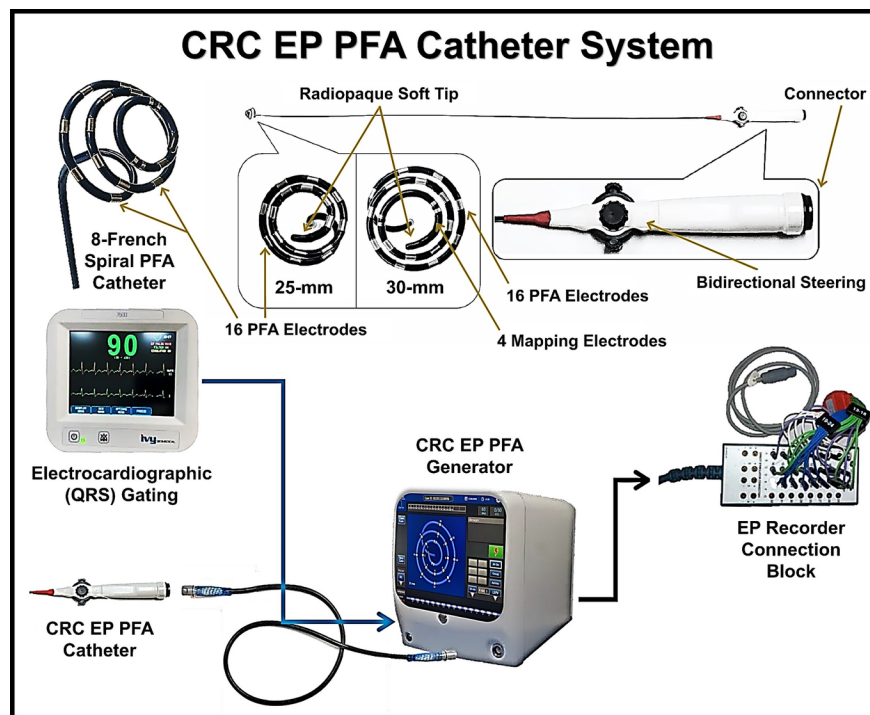 CRC EP PFA Catheter System
Radiopaque Soft Tip
Connector
8-French
Spiral PFA
Catheter
25-mm
30-mm
16 PFA Electrodes
Bidirectional Steering
16 PFA Electrodes
4 Mapping Electrodes
90
ivy
Electrocardiographic
(QRS) Gating
CRC EP PFA
Generator
EP Recorder
Connection
Block
CRC EP PFA
Catheter